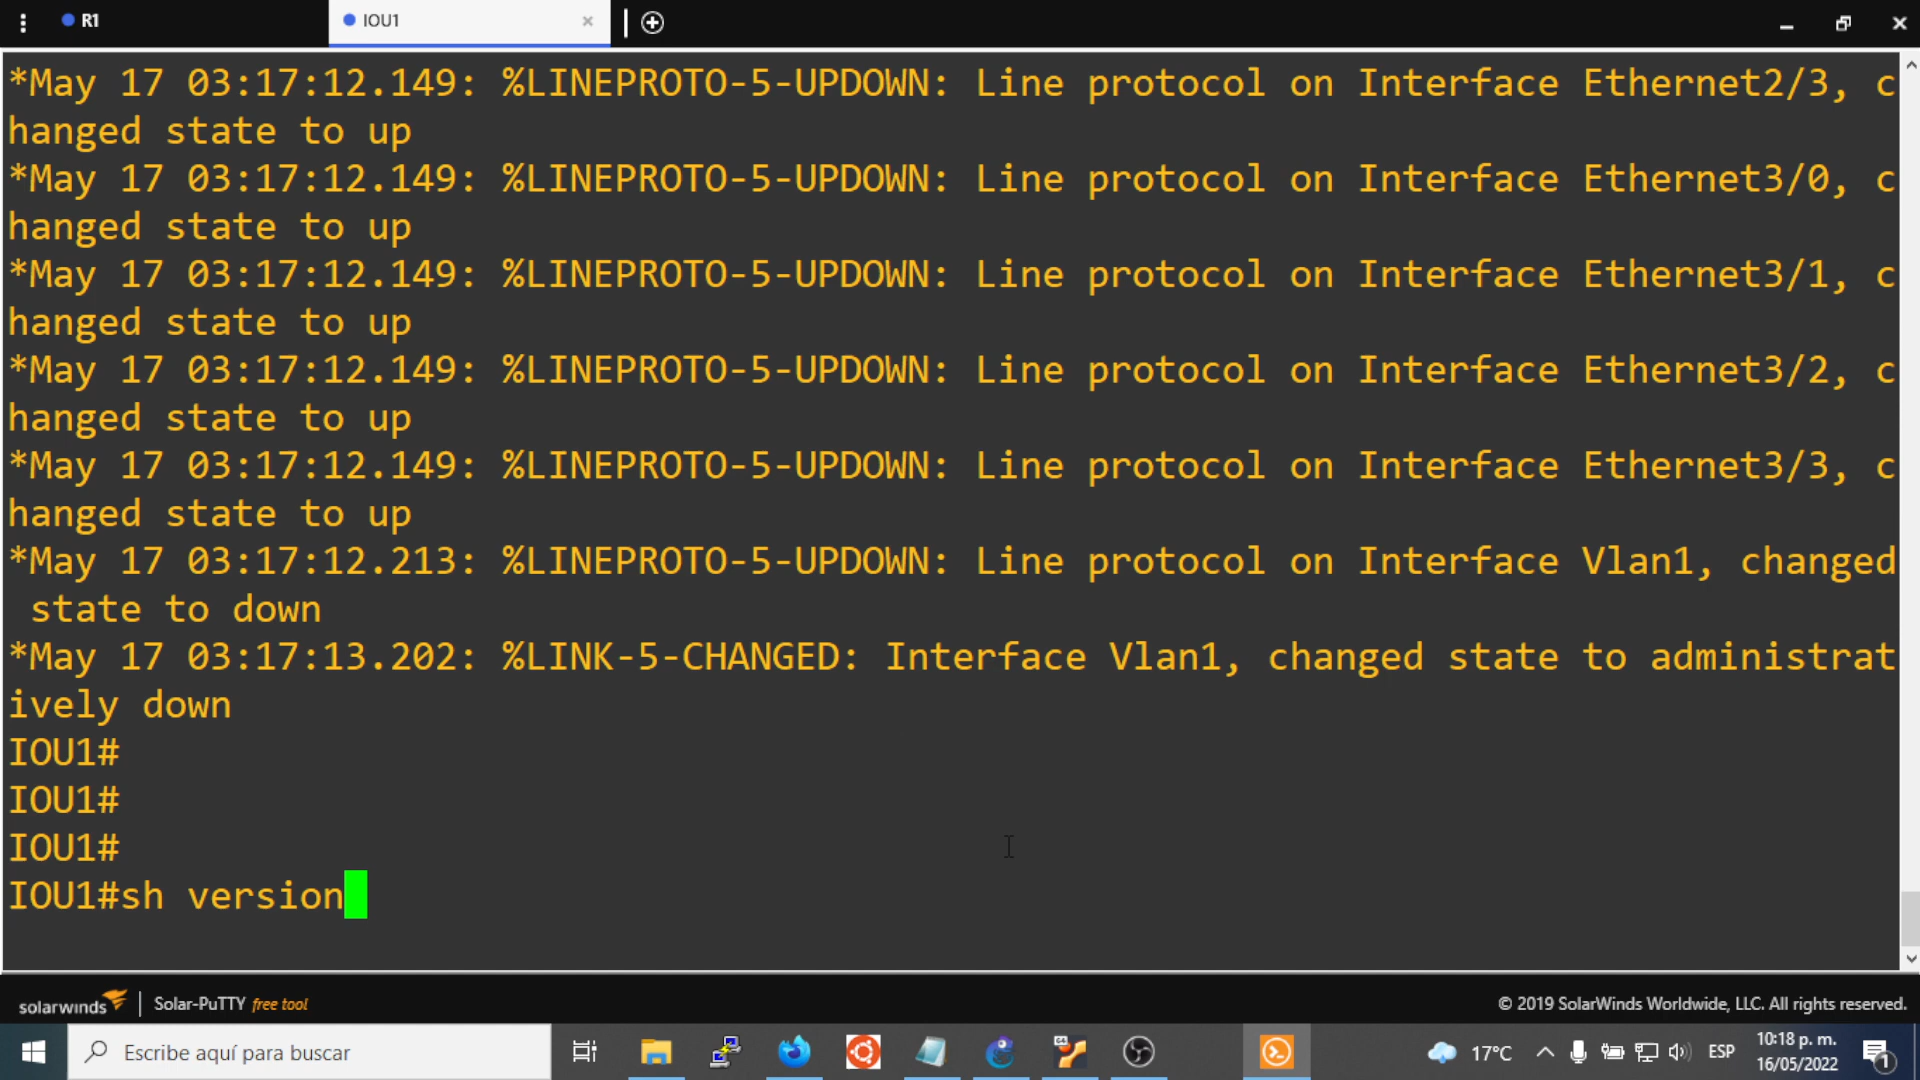 R1
IOU1
*May 17 03:17:12.149: %LINEPROTO-5-UPDOWN: Line protocol on Interface Ethernet2/3, c
hanged state to up
*May 17 03:17:12.149: %LINEPROTO-5-UPDOWN: Line protocol on Interface Ethernet3/0, c
hanged state to up
*May 17 03:17:12.149: %LINEPROTO-5-UPDOWN: Line protocol on Interface Ethernet3/1, c
hanged state to up
*May 17 03:17:12.149: %LINEPROTO-5-UPDOWN: Line protocol on Interface Ethernet3/2, c
hanged state to up
*May 17 03:17:12.149: %LINEPROTO-5-UPDOWN: Line protocol on Interface Ethernet3/3, c
hanged state to up
*May 17 03:17:12.213: %LINEPROTO-5-UPDOWN: Line protocol on Interface Vlan1, changed
 state to down
*May 17 03:17:13.202: %LINK-5-CHANGED: Interface Vlan1, changed state to administrat
ively down
IOU1#
IOU1#
IOU1#
IOU1#sh version
solarwinds | Solar-PuTTY free tool
© 2019 SolarWinds Worldwide, LLC. All rights reserved.
Escribe aquí para buscar
64
17°C
ESP
10:18 p. m.
16/05/2022
1